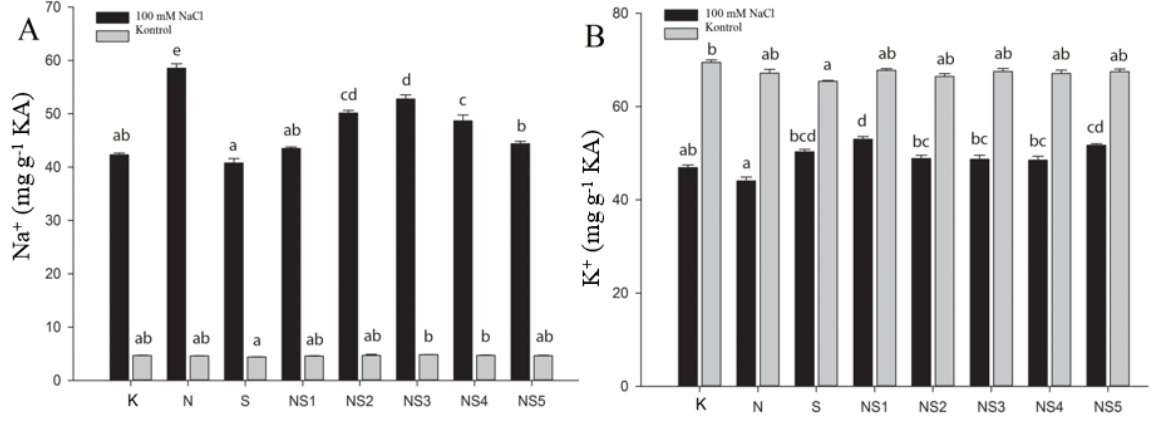 A
100 mM NaCl
Kontrol
Na⁺ (mg g⁻¹ KA)
70
60
50
40
30
20
10
0
ab
e
a
ab
cd
d
c
b
ab
ab
a
ab
ab
b
b
ab
K N S NS1 NS2 NS3 NS4 NS5
B
100 mM NaCl
Kontrol
K⁺ (mg g⁻¹ KA)
80
60
40
20
0
b
ab
a
ab
ab
ab
ab
ab
ab
a
bcd
d
bc
bc
bc
cd
K N S NS1 NS2 NS3 NS4 NS5